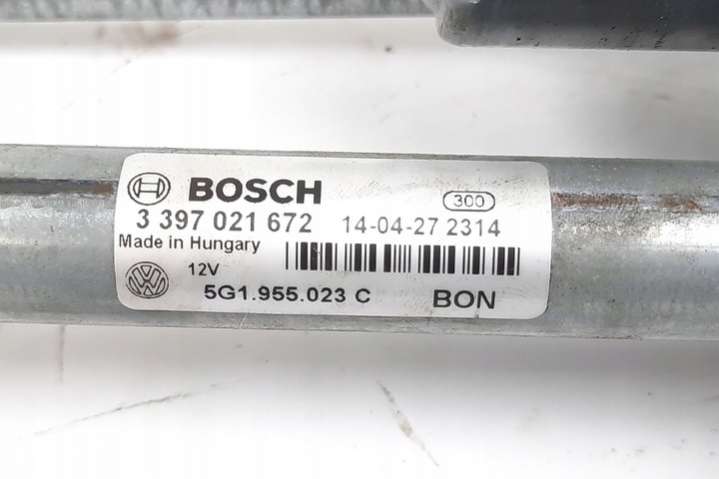 BOSCH 300
3 397 021 672 14-04-27 2314
Made in Hungary
12V
5G1.955.023 C BON